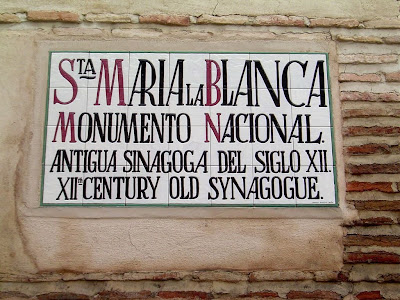 STA MARIA LA BLANCA
MONUMENTO NACIONAL.
ANTIGUA SINAGOGA DEL SIGLO XII.
XIIth CENTURY OLD SYNAGOGUE.